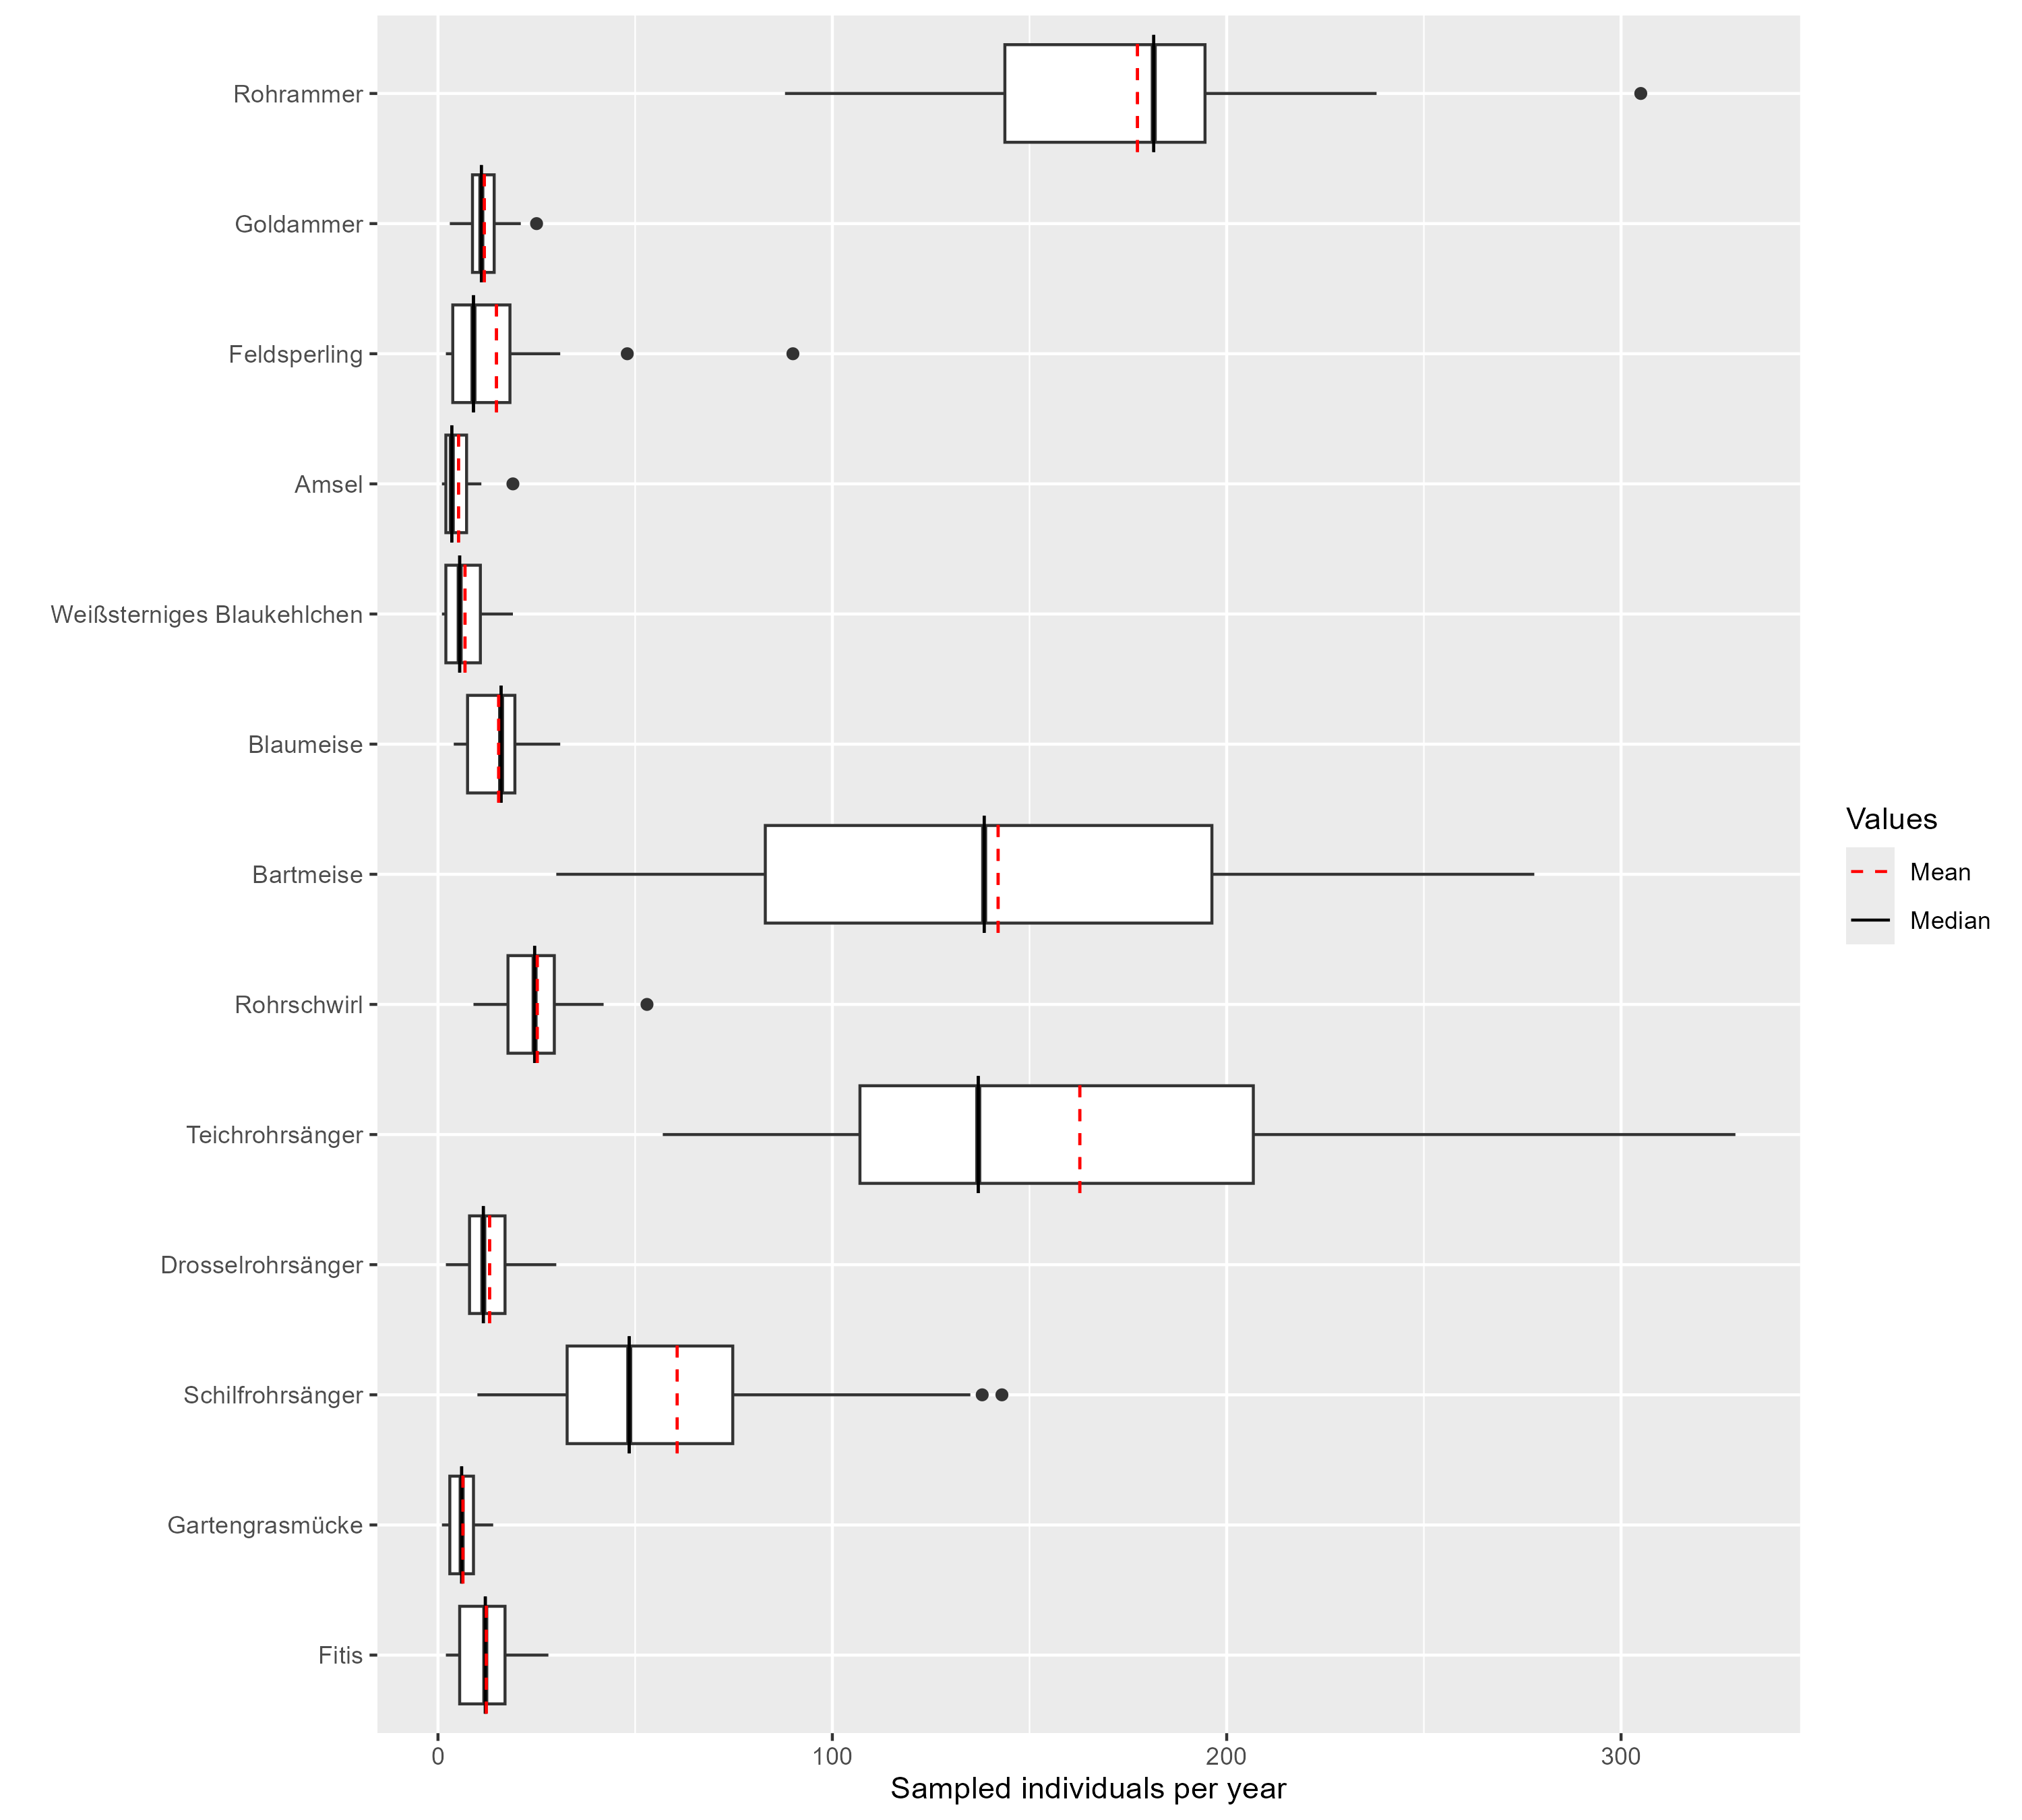 Rohrammer
Goldammer
Feldsperling
Amsel
Weißsterniges Blaukehlchen
Blaumeise
Bartmeise
Rohrschwirl
Teichrohrsänger
Drosselrohrsänger
Schilfrohrsänger
Gartengrasmücke
Fitis
0 100 200 300
Sampled individuals per year
Values
Mean
Median